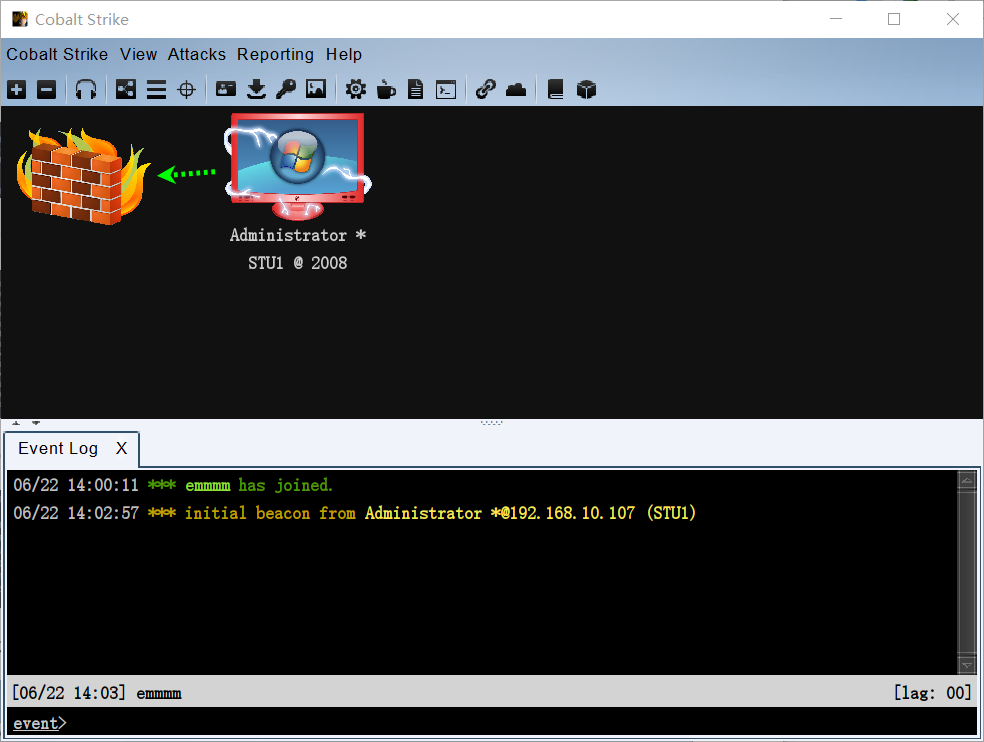 Cobalt Strike
Cobalt Strike View Attacks Reporting Help
Administrator *
STU1 @ 2008
Event Log X
06/22 14:00:11 *** emmmm has joined.
06/22 14:02:57 *** initial beacon from Administrator *@192.168.10.107 (STU1)
[06/22 14:03] emmmm [lag: 00]
event>